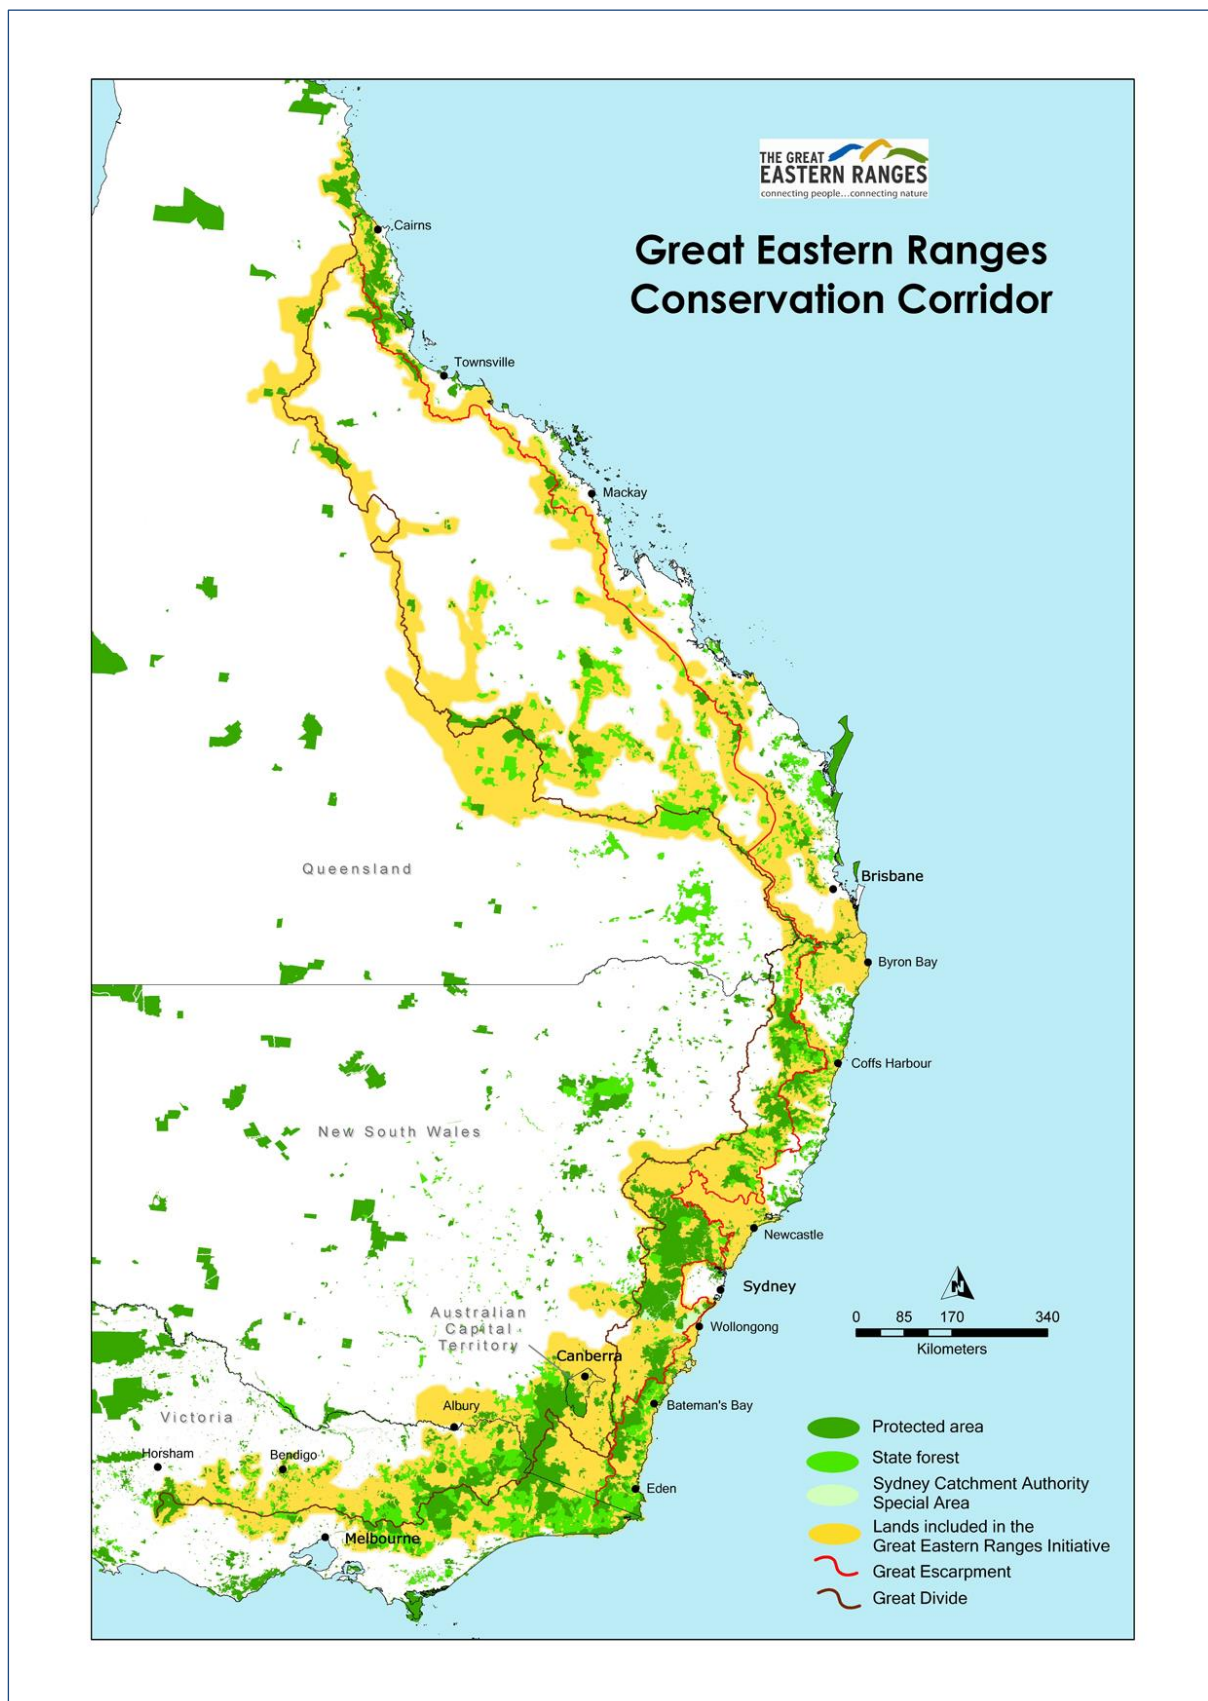 THE GREAT
EASTERN RANGES
connecting people...connecting nature
Great Eastern Ranges
Conservation Corridor
Cairns
Townsville
Mackay
Queensland
Brisbane
Byron Bay
Coffs Harbour
New South Wales
Newcastle
Sydney
Australian
Capital
Territory
Wollongong
Canberra
N
0 85 170 340
Kilometers
Albury
Bateman's Bay
Victoria
Horsham
Bendigo
Eden
Melbourne
Protected area
State forest
Sydney Catchment Authority
Special Area
Lands included in the
Great Eastern Ranges Initiative
Great Escarpment
Great Divide